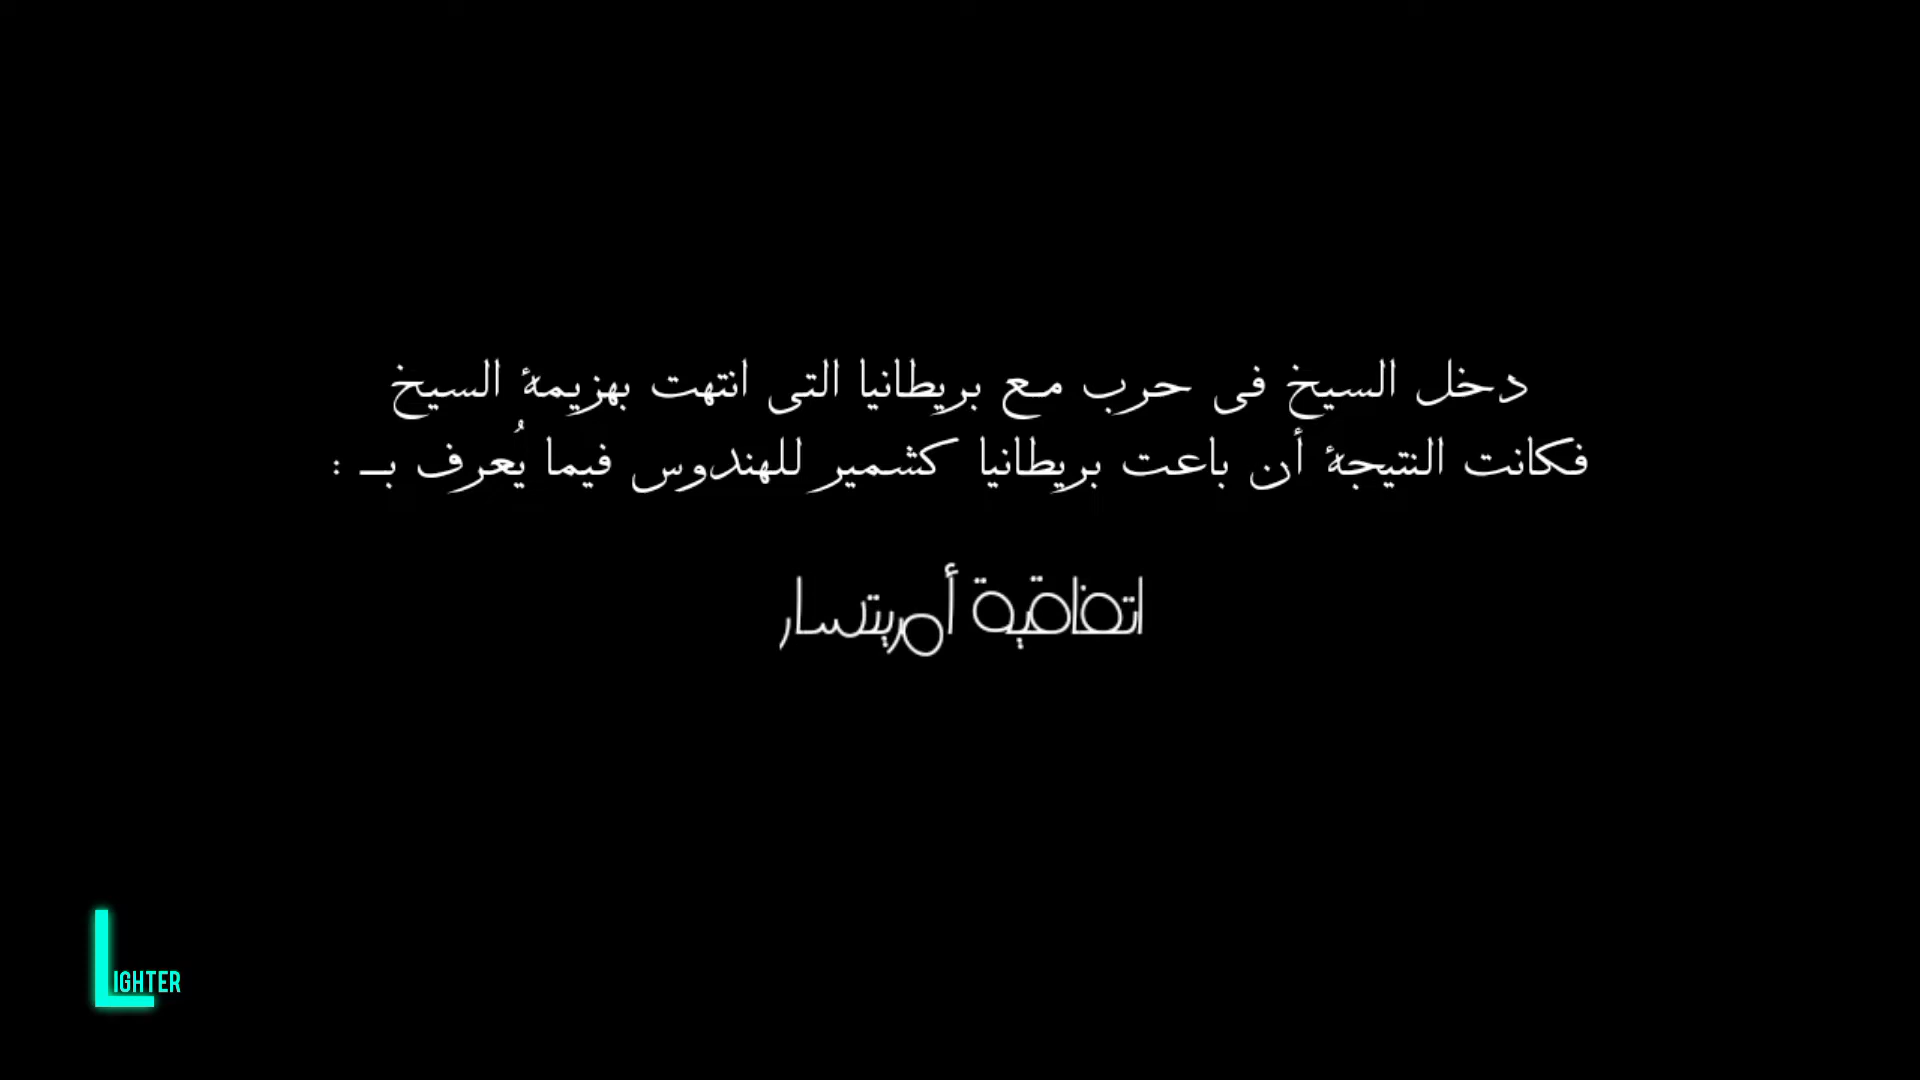 دخل السيخ فى حرب مع بريطانيا التى انتهت بهزيمة السيخ
فكانت النتيجة أن باعت بريطانيا كشمير للهندوس فيما يُعرف بـ :
اتفاقية أمريتسار
LIGHTER